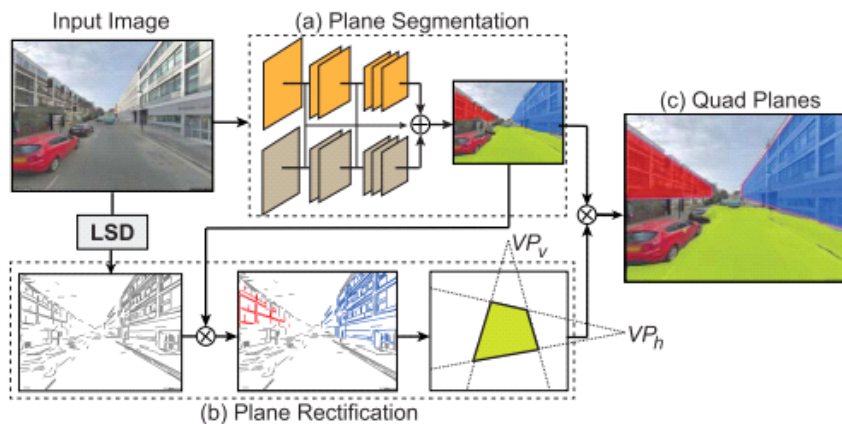 Input Image
(a) Plane Segmentation
(c) Quad Planes
LSD
VPv
VPh
(b) Plane Rectification